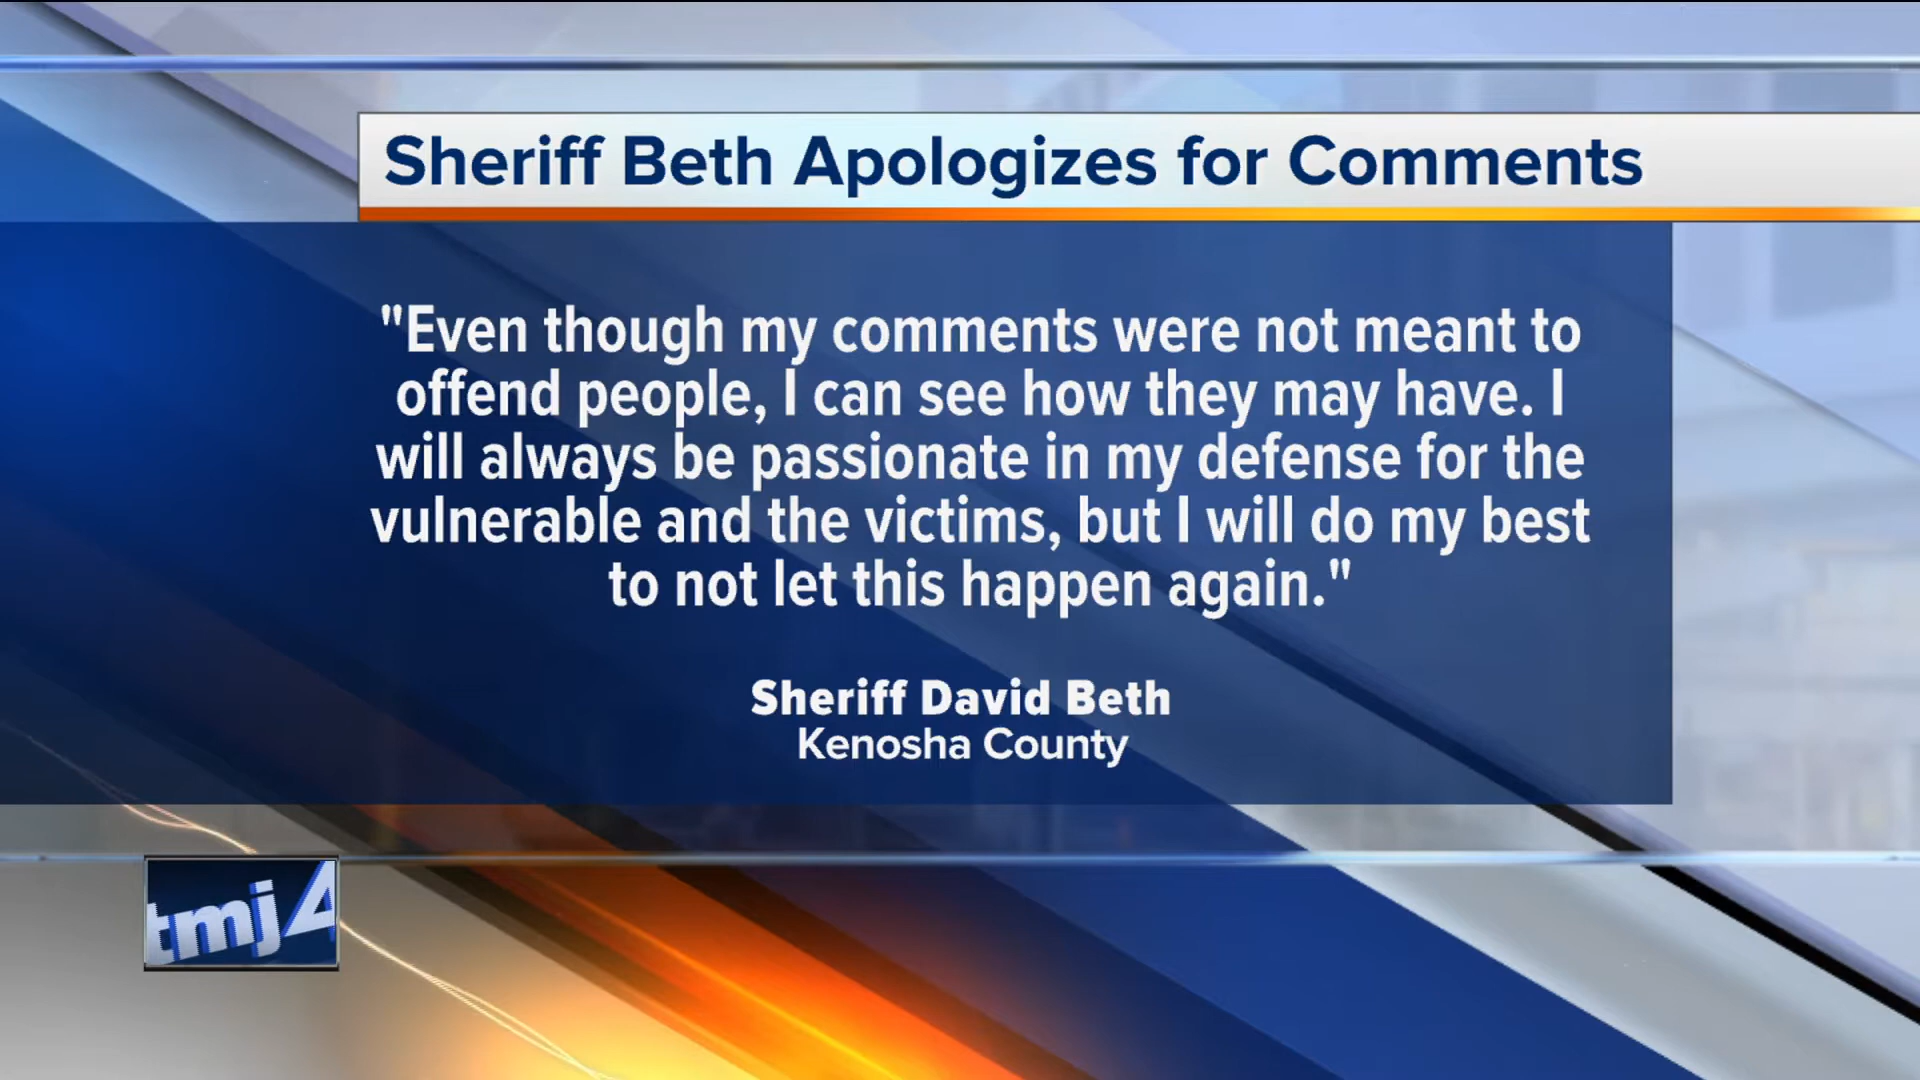 Sheriff Beth Apologizes for Comments
"Even though my comments were not meant to
offend people, I can see how they may have. I
will always be passionate in my defense for the
vulnerable and the victims, but I will do my best
to not let this happen again."
Sheriff David Beth
Kenosha County
tmj4